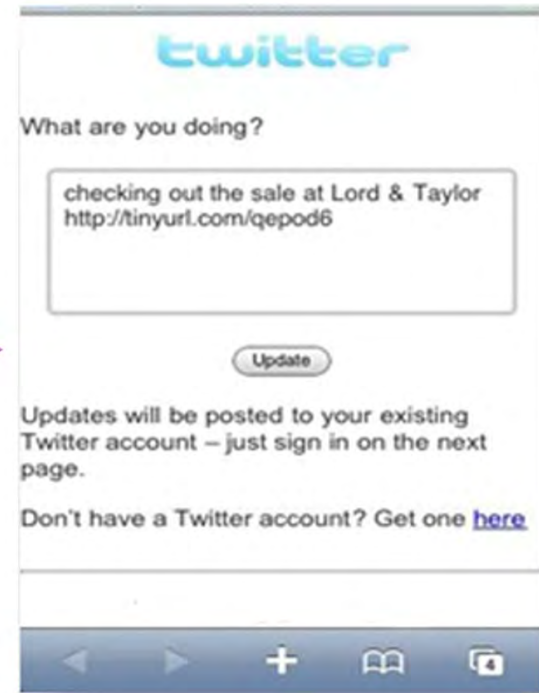 twitter
What are you doing?
checking out the sale at Lord & Taylor
http://tinyurl.com/qepod6
Update
Updates will be posted to your existing
Twitter account – just sign in on the next
page.
Don't have a Twitter account? Get one here
4